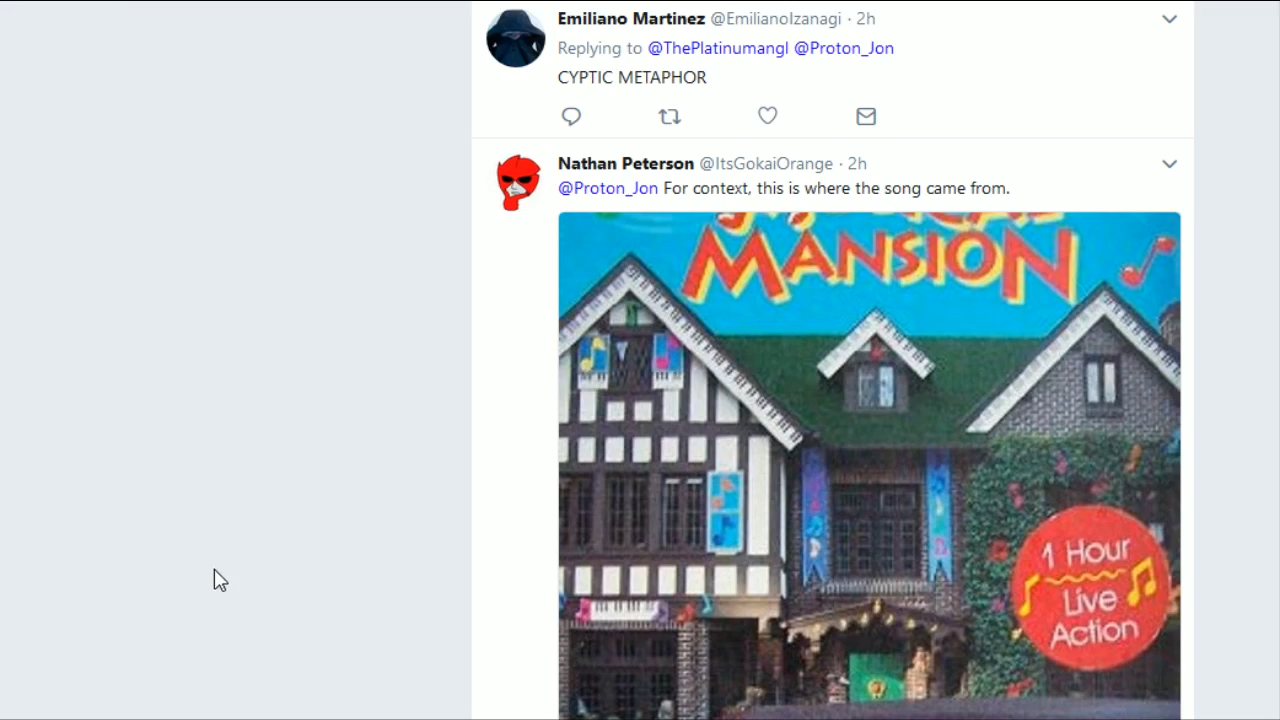 Emiliano Martinez @EmilianoIzanagi · 2h
Replying to @ThePlatinumangl @Proton_Jon
CYPTIC METAPHOR
Nathan Peterson @ItsGokaiOrange · 2h
@Proton_Jon For context, this is where the song came from.
MUSICAL
MANSION
1 Hour
Live
Action